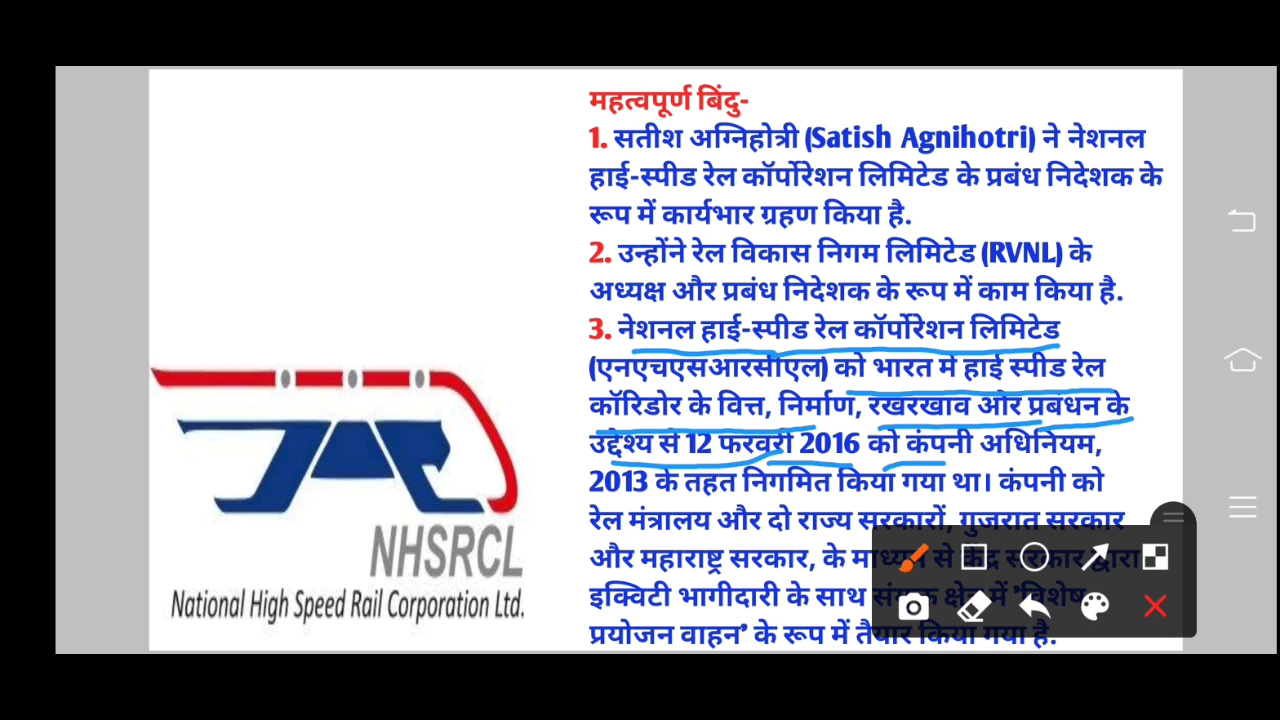 महत्वपूर्ण बिंदु-
1. सतीश अग्निहोत्री (Satish Agnihotri) ने नेशनल
हाई-स्पीड रेल कॉर्पोरेशन लिमिटेड के प्रबंध निदेशक के
रूप में कार्यभार ग्रहण किया है.
2. उन्होंने रेल विकास निगम लिमिटेड (RVNL) के
अध्यक्ष और प्रबंध निदेशक के रूप में काम किया है.
3. नेशनल हाई-स्पीड रेल कॉर्पोरेशन लिमिटेड
(एनएचएसआरसीएल) को भारत में हाई स्पीड रेल
कॉरिडोर के वित्त, निर्माण, रखरखाव और प्रबंधन के
उद्देश्य से 12 फरवरी 2016 को कंपनी अधिनियम,
2013 के तहत निगमित किया गया था। कंपनी को
रेल मंत्रालय और दो राज्य सरकारों, गुजरात सरकार
और महाराष्ट्र सरकार, के माध्यम से केंद्र सरकार द्वारा
इक्विटी भागीदारी के साथ संयुक्त क्षेत्र में 'विशेष
प्रयोजन वाहन' के रूप में तैयार किया गया है.
NHSRCL
National High Speed Rail Corporation Ltd.